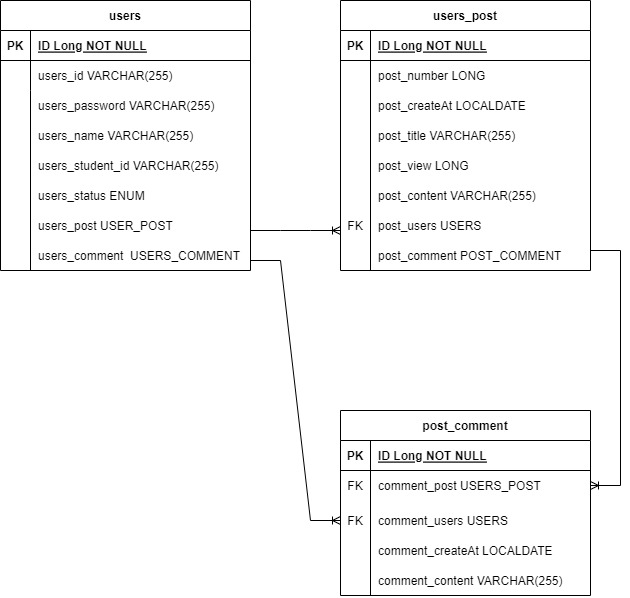 users
PK ID Long NOT NULL
users_id VARCHAR(255)
users_password VARCHAR(255)
users_name VARCHAR(255)
users_student_id VARCHAR(255)
users_status ENUM
users_post USER_POST
users_comment  USERS_COMMENT
users_post
PK ID Long NOT NULL
post_number LONG
post_createAt LOCALDATE
post_title VARCHAR(255)
post_view LONG
post_content VARCHAR(255)
FK post_users USERS
post_comment POST_COMMENT
post_comment
PK ID Long NOT NULL
FK comment_post USERS_POST
FK comment_users USERS
comment_createAt LOCALDATE
comment_content VARCHAR(255)